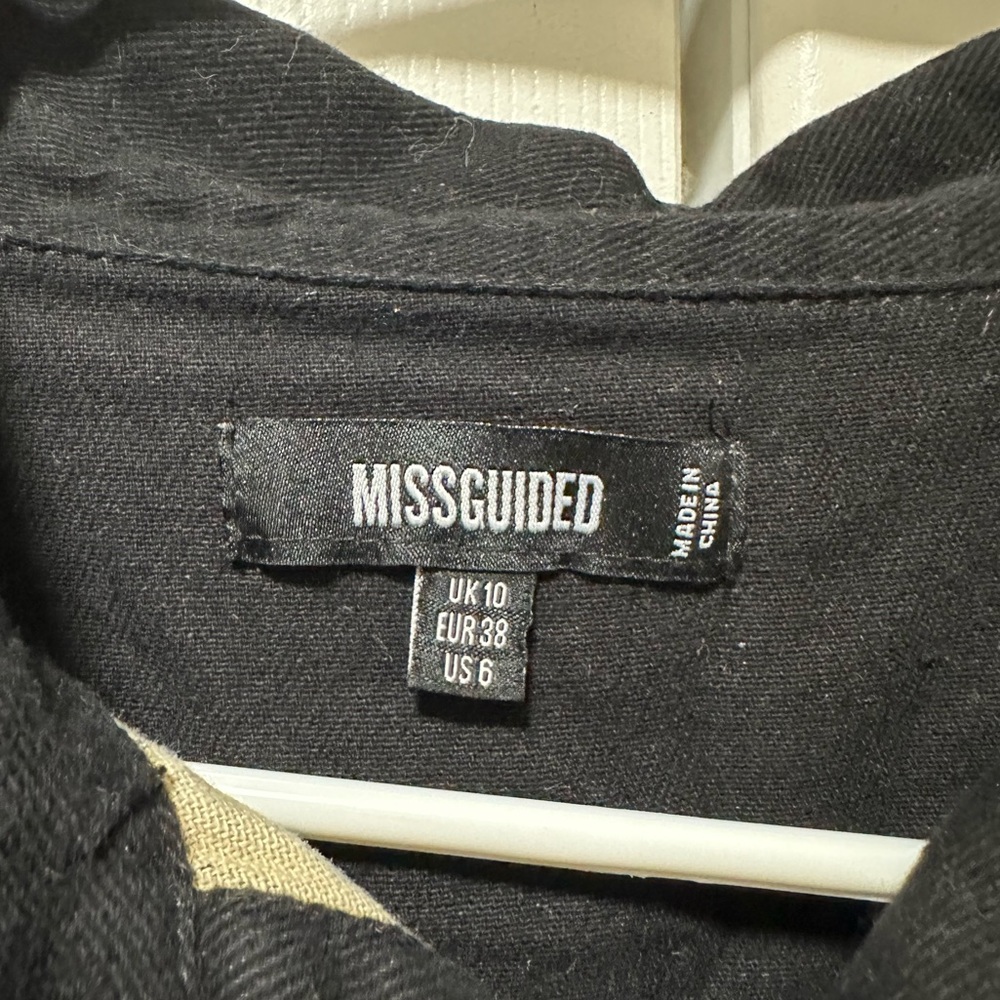 MISSGUIDED
MADE IN
CHINA
UK 10
EUR 38
US 6